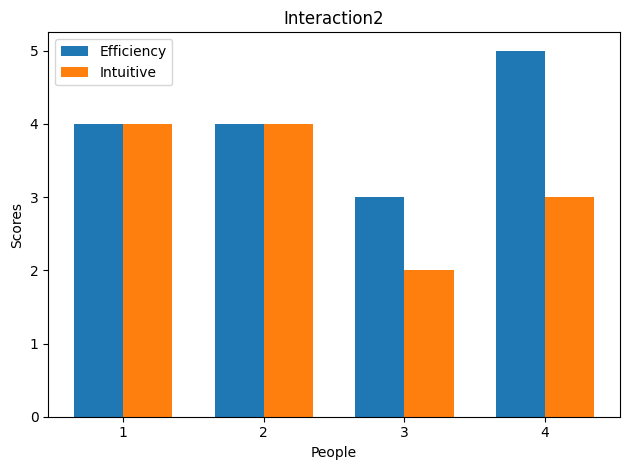 Interaction2
Efficiency
Intuitive
Scores
5
4
3
2
1
0
1 2 3 4
People